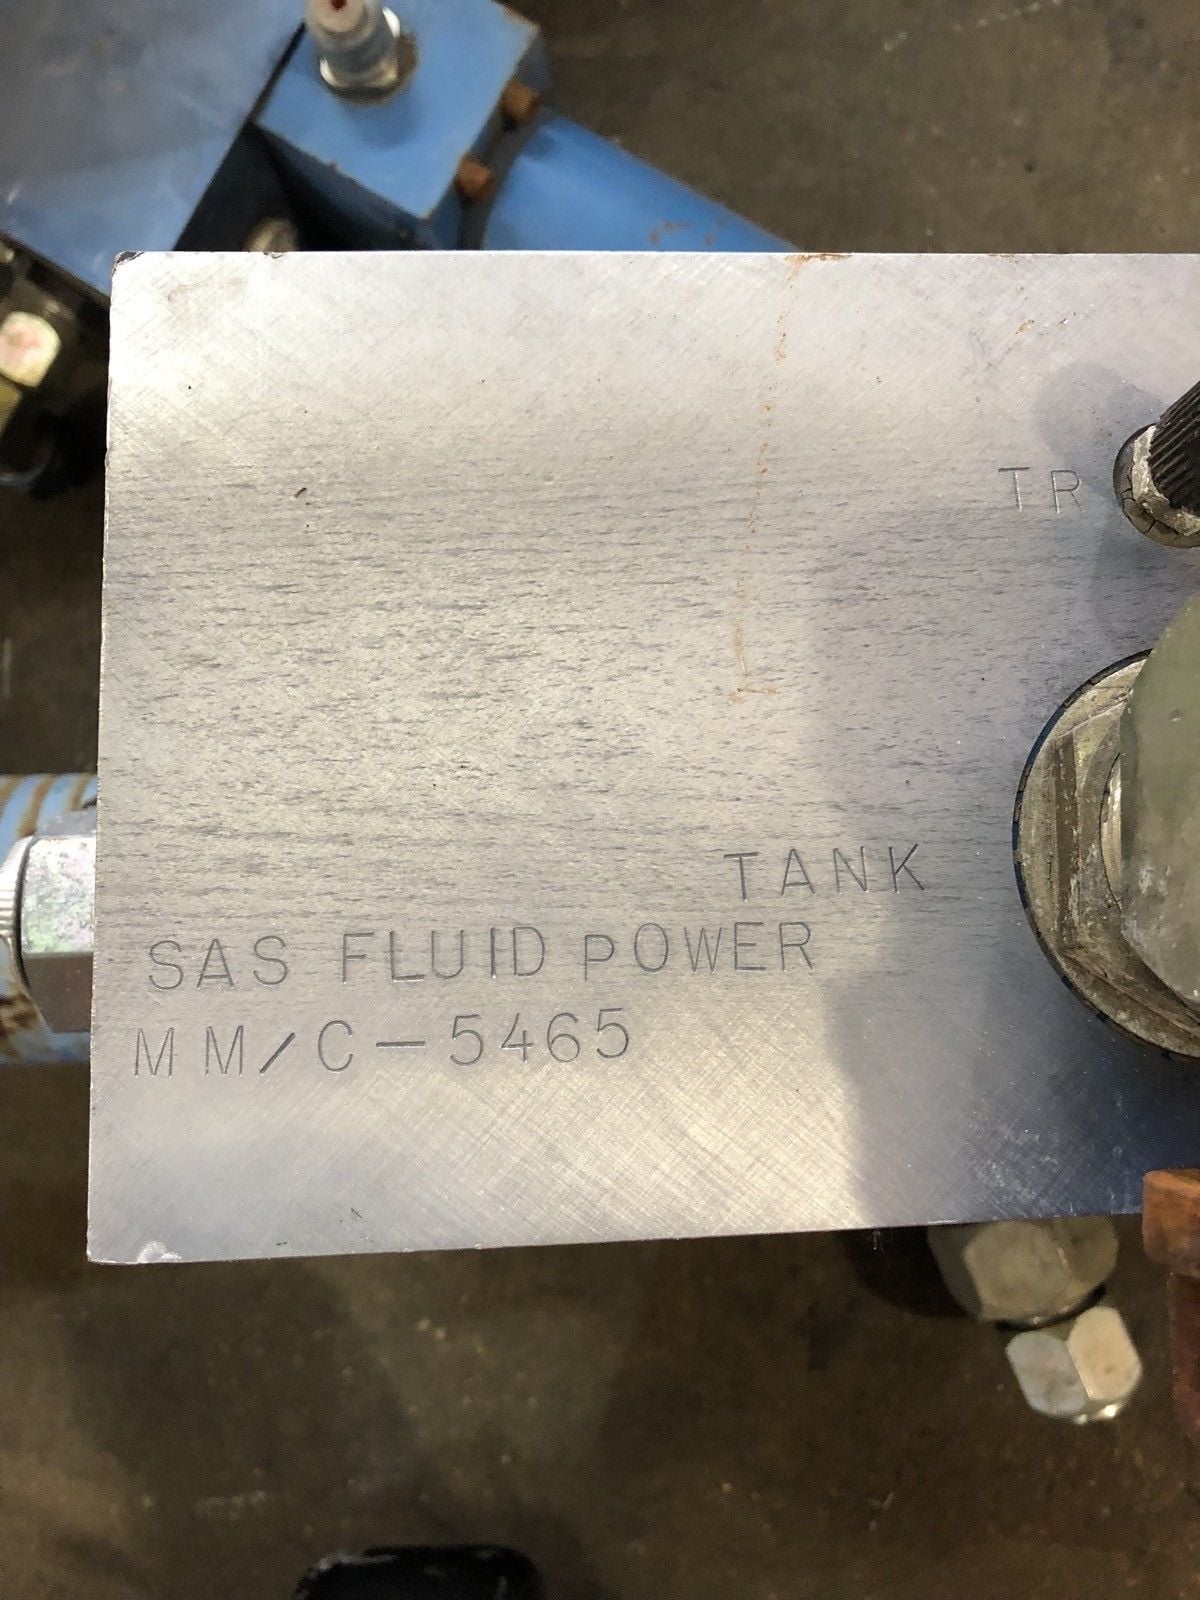 TR
TANK
SAS FLUID POWER
MM/C-5465